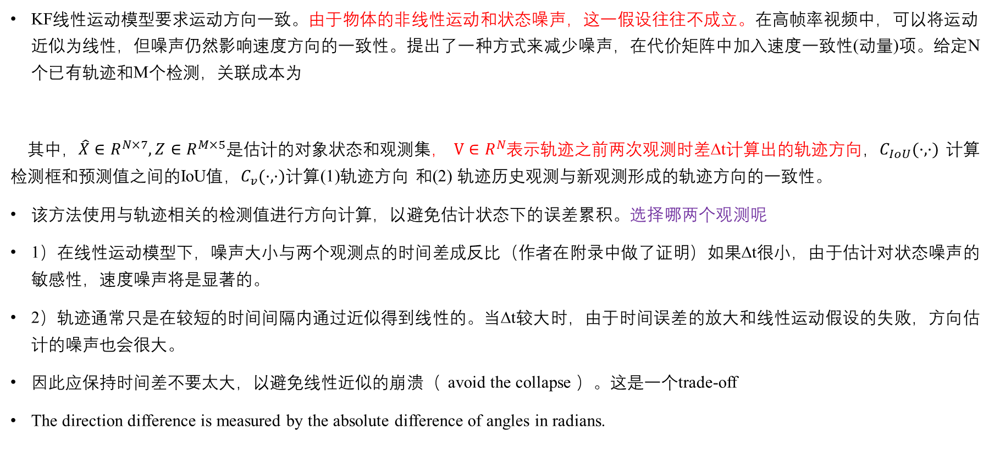 • KF线性运动模型要求运动方向一致。由于物体的非线性运动和状态噪声，这一假设往往不成立。在高帧率视频中，可以将运动
近似为线性，但噪声仍然影响速度方向的一致性。提出了一种方式来减少噪声，在代价矩阵中加入速度一致性(动量)项。给定N
个已有轨迹和M个检测，关联成本为
其中，X̂ ∈ R^{N×7}, Z ∈ R^{M×5}是估计的对象状态和观测集， V ∈ R^N表示轨迹之前两次观测时差Δt计算出的轨迹方向，C_{IoU}(·,·) 计算
检测框和预测值之间的IoU值，C_v(·,·)计算(1)轨迹方向 和(2) 轨迹历史观测与新观测形成的轨迹方向的一致性。
• 该方法使用与轨迹相关的检测值进行方向计算，以避免估计状态下的误差累积。选择哪两个观测呢
• 1）在线性运动模型下，噪声大小与两个观测点的时间差成反比（作者在附录中做了证明）如果Δt很小，由于估计对状态噪声的
敏感性，速度噪声将是显著的。
• 2）轨迹通常只是在较短的时间间隔内通过近似得到线性的。当Δt较大时，由于时间误差的放大和线性运动假设的失败，方向估
计的噪声也会很大。
• 因此应保持时间差不要太大，以避免线性近似的崩溃（ avoid the collapse ）。这是一个trade-off
• The direction difference is measured by the absolute difference of angles in radians.